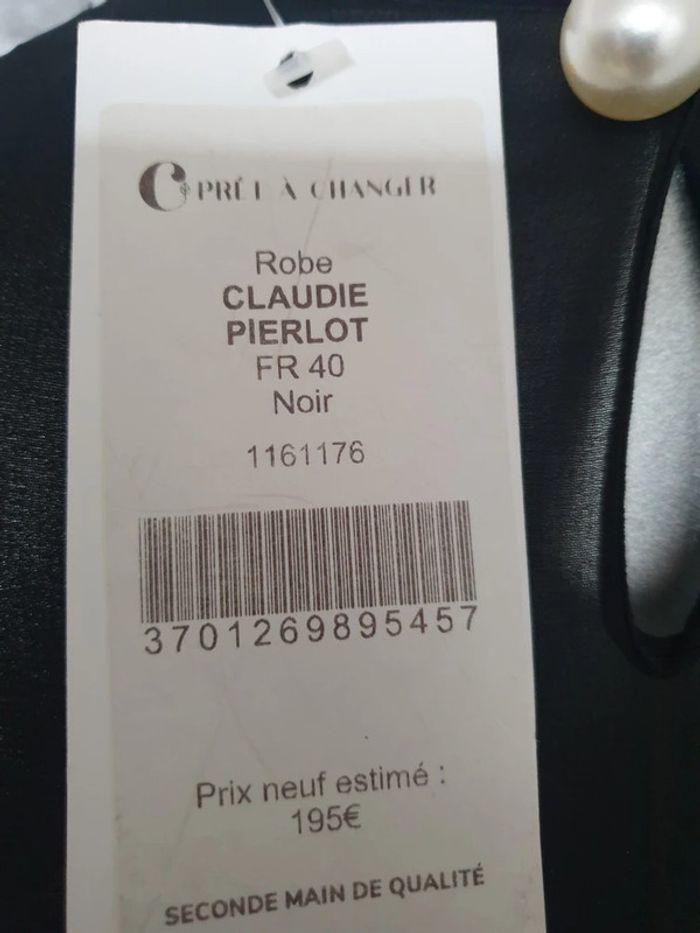 C PRÊT À CHANGER
Robe
CLAUDIE
PIERLOT
FR 40
Noir
1161176
3701269895457
Prix neuf estimé :
195€
SECONDE MAIN DE QUALITÉ